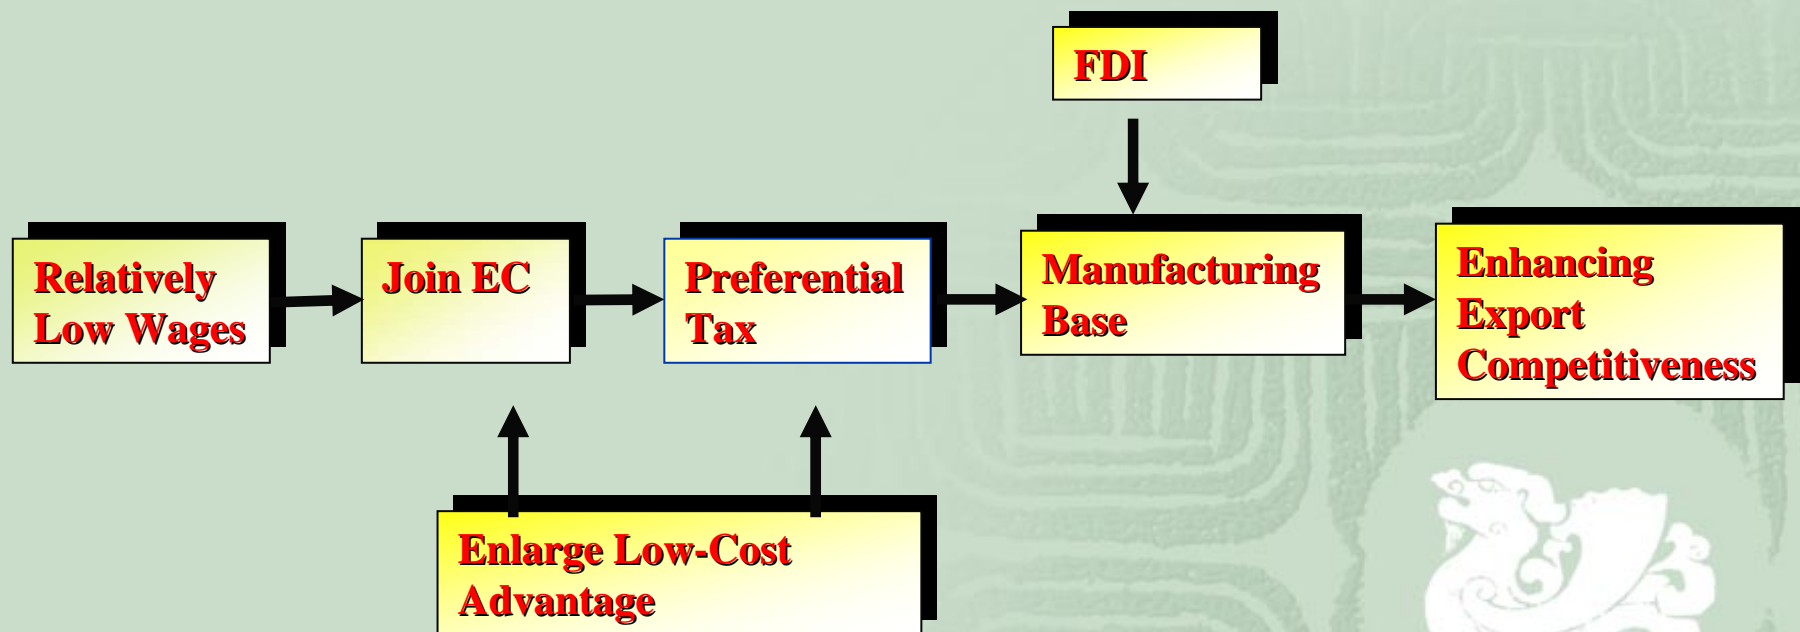 FDI
Relatively
Low Wages
Join EC
Preferential
Tax
Manufacturing
Base
Enhancing
Export
Competitiveness
Enlarge Low-Cost
Advantage